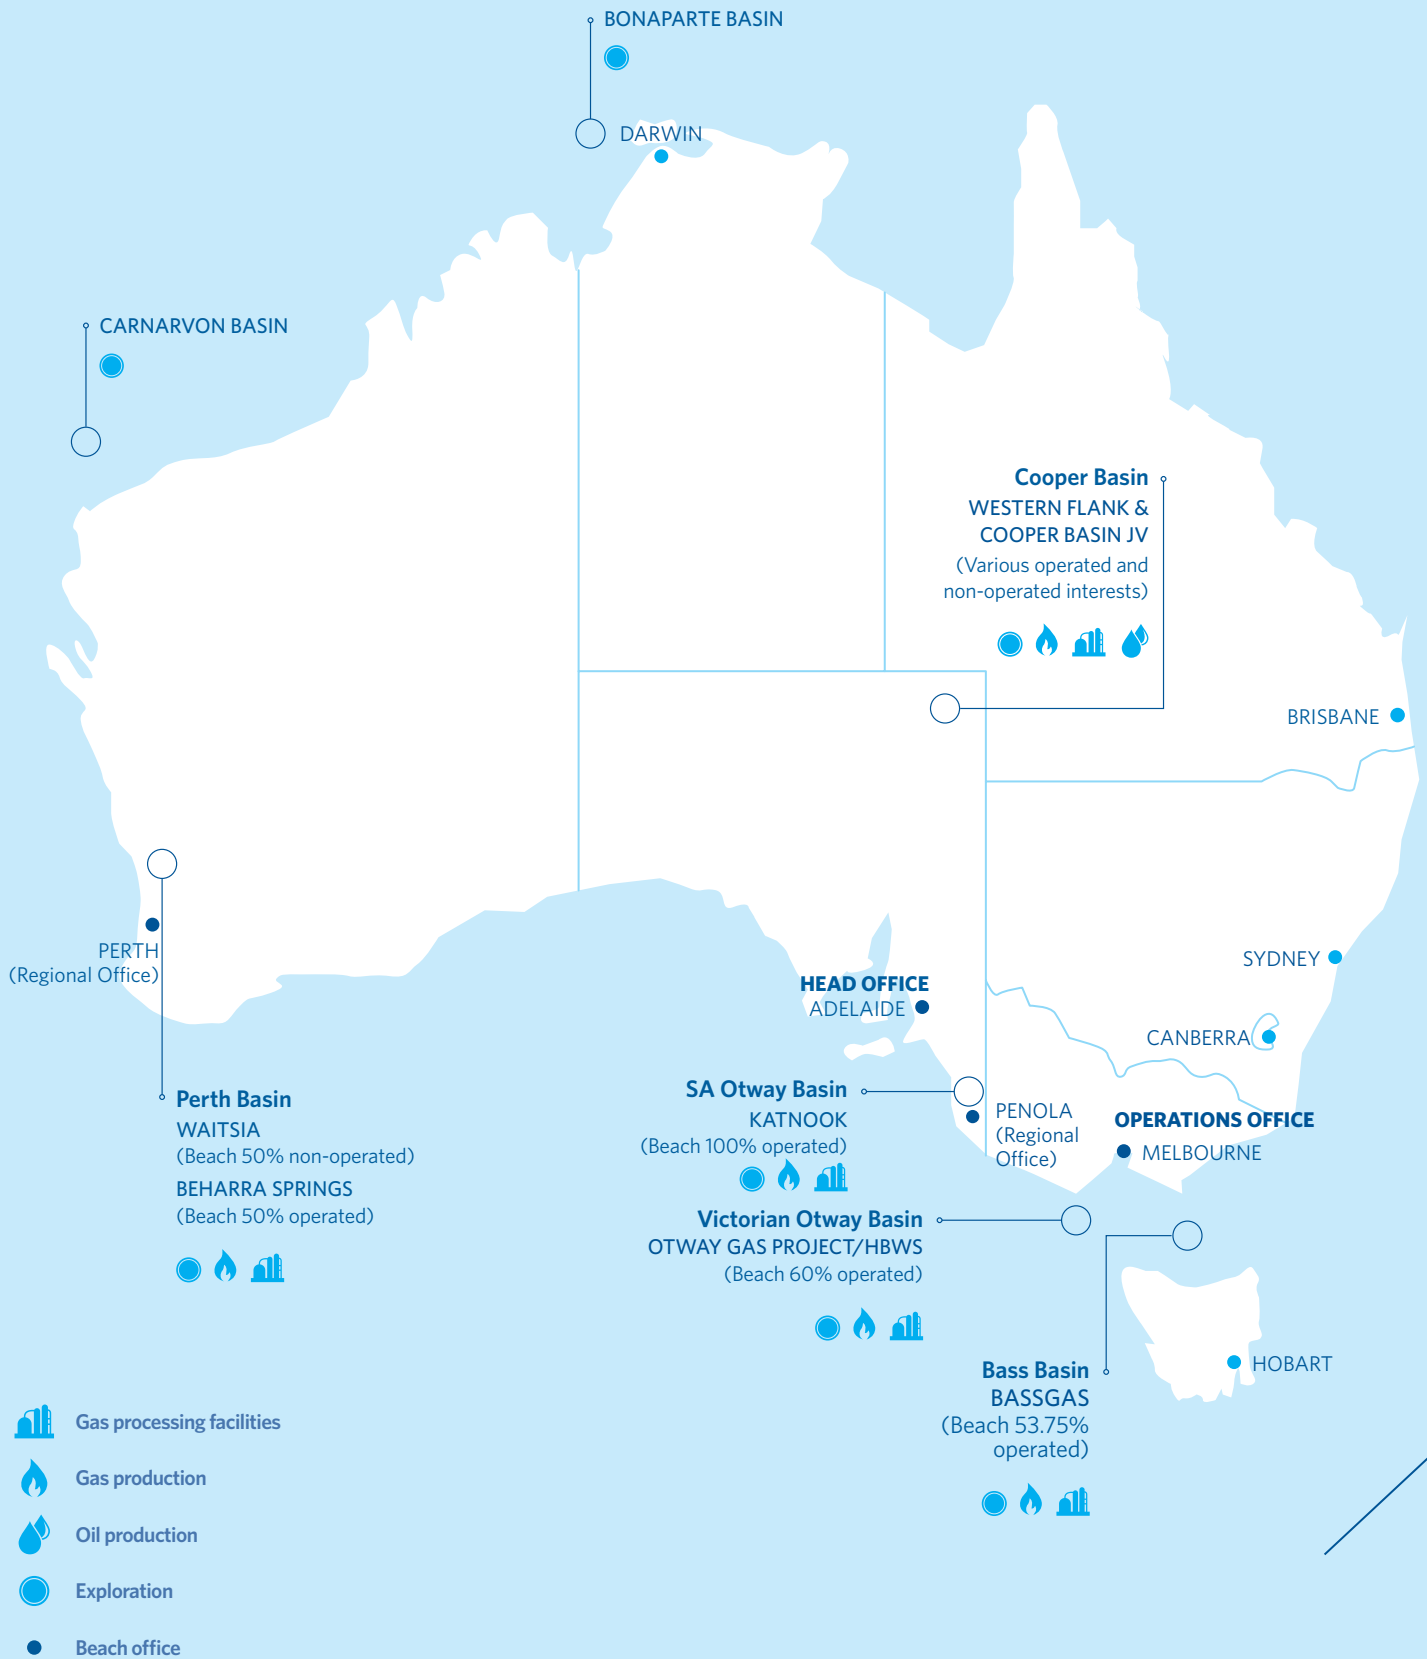 BONAPARTE BASIN
DARWIN
CARNARVON BASIN
Cooper Basin
WESTERN FLANK &
COOPER BASIN JV
(Various operated and
non-operated interests)
BRISBANE
PERTH
(Regional Office)
SYDNEY
HEAD OFFICE
ADELAIDE
CANBERRA
Perth Basin
WAITSIA
(Beach 50% non-operated)
BEHARRA SPRINGS
(Beach 50% operated)
SA Otway Basin
KATNOOK
(Beach 100% operated)
PENOLA
(Regional
Office)
OPERATIONS OFFICE
MELBOURNE
Victorian Otway Basin
OTWAY GAS PROJECT/HBWS
(Beach 60% operated)
Bass Basin
BASSGAS
(Beach 53.75%
operated)
HOBART
Gas processing facilities
Gas production
Oil production
Exploration
Beach office